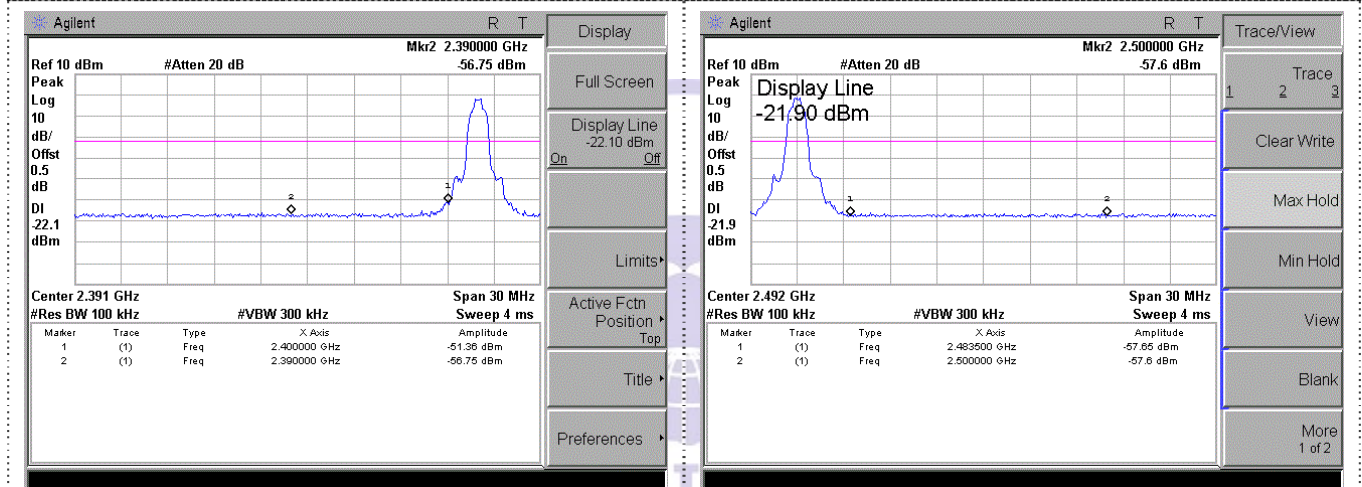 Agilent R T
Mkr2 2.390000 GHz
Ref 10 dBm #Atten 20 dB -56.75 dBm
Peak
Log
10
dB/
Offst
0.5
dB
DI
-22.1
dBm
1
2
Center 2.391 GHz Span 30 MHz
#Res BW 100 kHz #VBW 300 kHz Sweep 4 ms
Marker Trace Type X Axis Amplitude
1 (1) Freq 2.400000 GHz -51.36 dBm
2 (1) Freq 2.390000 GHz -56.75 dBm
Display
Full Screen
Display Line
-22.10 dBm
On Off
Limits
Active Fctn
Position
Top
Title
Preferences
Agilent R T
Mkr2 2.500000 GHz
Ref 10 dBm #Atten 20 dB -57.6 dBm
Peak
Log
10
dB/
Offst
0.5
dB
DI
-21.9
dBm
Display Line
-21.90 dBm
1
2
Center 2.492 GHz Span 30 MHz
#Res BW 100 kHz #VBW 300 kHz Sweep 4 ms
Marker Trace Type X Axis Amplitude
1 (1) Freq 2.483500 GHz -57.65 dBm
2 (1) Freq 2.500000 GHz -57.6 dBm
Trace/View
Trace
1 2 3
Clear Write
Max Hold
Min Hold
View
Blank
More
1 of 2